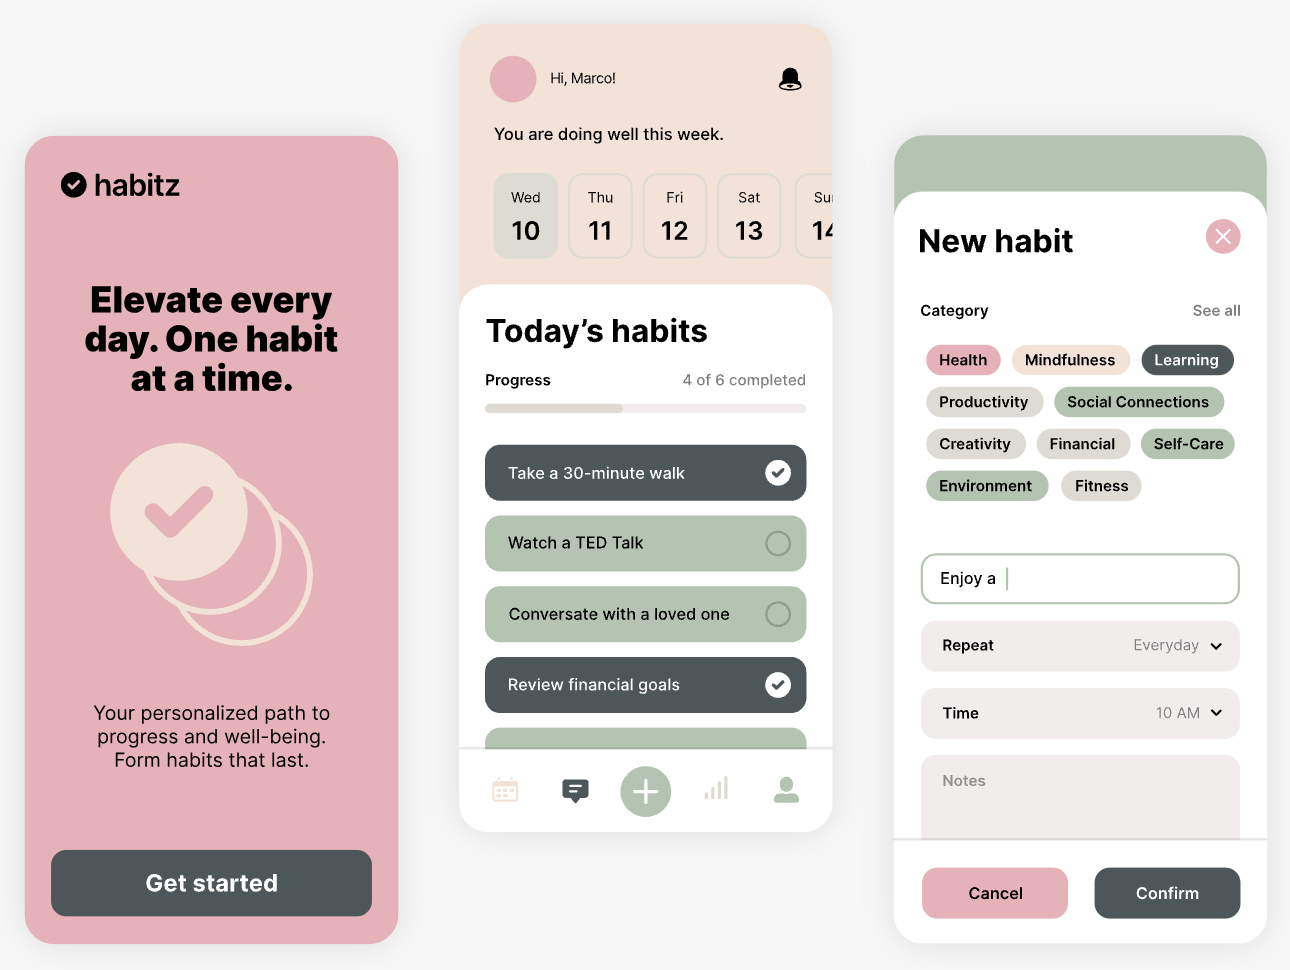 habitz
Elevate every
day. One habit
at a time.
Your personalized path to
progress and well-being.
Form habits that last.
Get started
Hi, Marco!
You are doing well this week.
Wed Thu Fri Sat Sun
10 11 12 13 14
Today’s habits
Progress 4 of 6 completed
Take a 30-minute walk
Watch a TED Talk
Conversate with a loved one
Review financial goals
New habit
Category See all
Health Mindfulness Learning
Productivity Social Connections
Creativity Financial Self-Care
Environment Fitness
Enjoy a
Repeat Everyday
Time 10 AM
Notes
Cancel Confirm